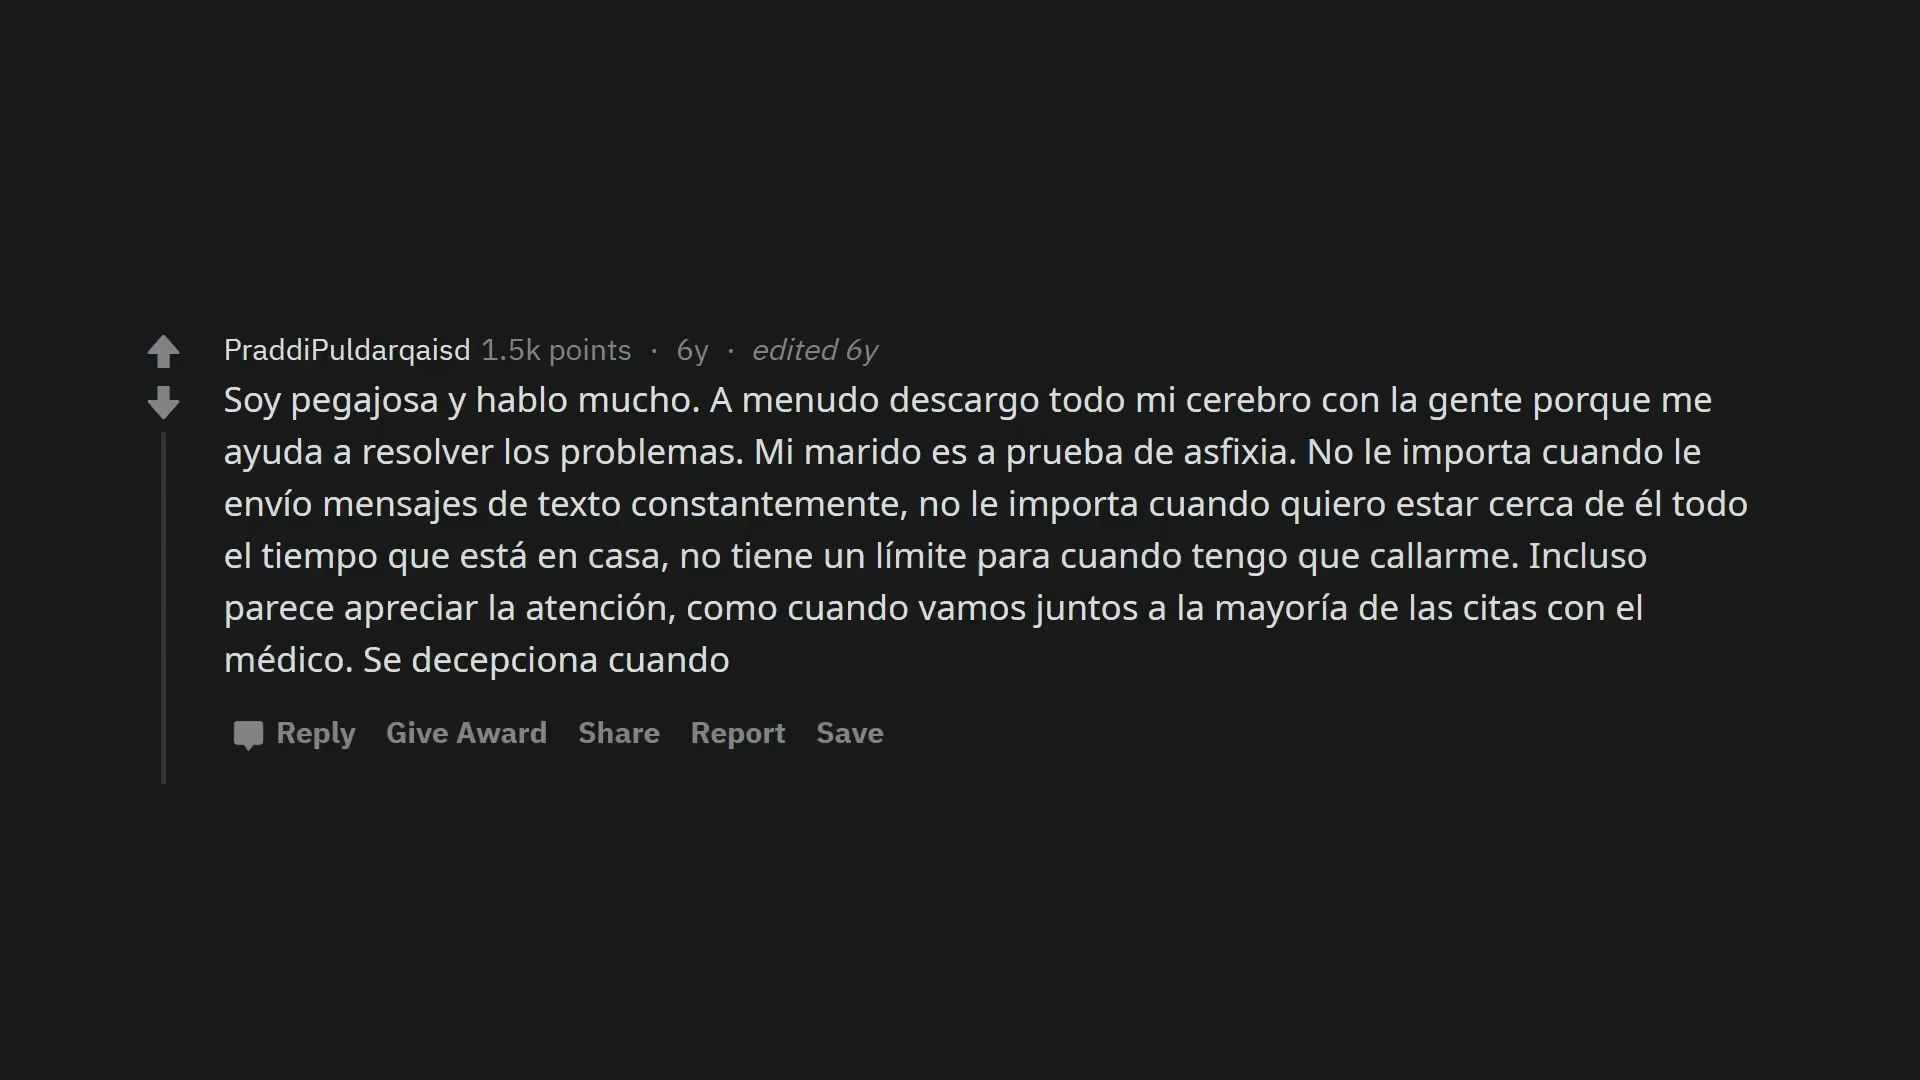 PraddiPuldarqaisd 1.5k points · 6y · edited 6y
Soy pegajosa y hablo mucho. A menudo descargo todo mi cerebro con la gente porque me
ayuda a resolver los problemas. Mi marido es a prueba de asfixia. No le importa cuando le
envío mensajes de texto constantemente, no le importa cuando quiero estar cerca de él todo
el tiempo que está en casa, no tiene un límite para cuando tengo que callarme. Incluso
parece apreciar la atención, como cuando vamos juntos a la mayoría de las citas con el
médico. Se decepciona cuando
Reply Give Award Share Report Save